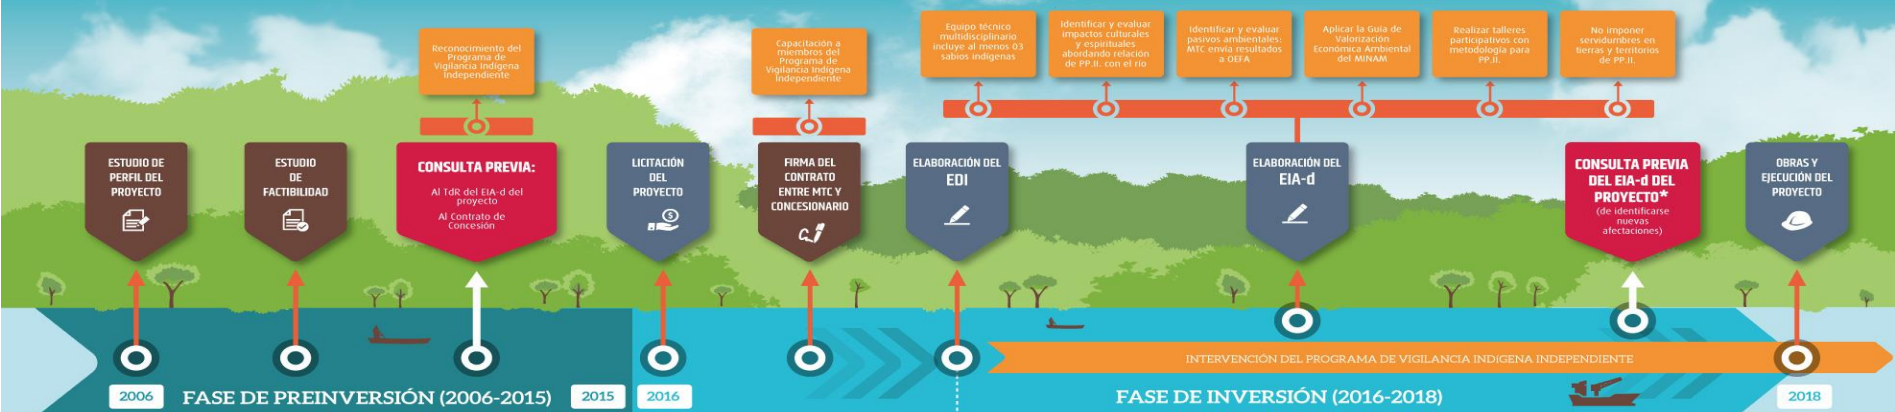 Reconocimiento del
Programa de
Vigilancia Indígena
Independiente
Capacitación a
miembros del
Programa de
Vigilancia Indígena
Independiente
Equipo técnico
multidisciplinario
incluye al menos 03
sabios indígenas
Identificar y evaluar
impactos culturales
y espirituales
abordando relación
de PP.II. con el río
Identificar y evaluar
pasivos ambientales:
MTC envía resultados
a OEFA
Aplicar la Guía de
Valorización
Económica Ambiental
del MINAM
Realizar talleres
participativos con
metodología para
PP.II.
No imponer
servidumbres en
tierras y territorios
de PP.II.
ESTUDIO DE
PERFIL DEL
PROYECTO
ESTUDIO
DE
FACTIBILIDAD
CONSULTA PREVIA:
Al TdR del EIA-d del
proyecto
Al Contrato de
Concesión
LICITACIÓN
DEL
PROYECTO
FIRMA DEL
CONTRATO
ENTRE MTC Y
CONCESIONARIO
ELABORACIÓN DEL
EDI
ELABORACIÓN DEL
EIA-d
CONSULTA PREVIA
DEL EIA-d DEL
PROYECTO*
(de identificarse
nuevas
afectaciones)
OBRAS Y
EJECUCIÓN DEL
PROYECTO
INTERVENCIÓN DEL PROGRAMA DE VIGILANCIA INDíGENA INDEPENDIENTE
2006
FASE DE PREINVERSIÓN (2006-2015)
2015
2016
FASE DE INVERSIÓN (2016-2018)
2018